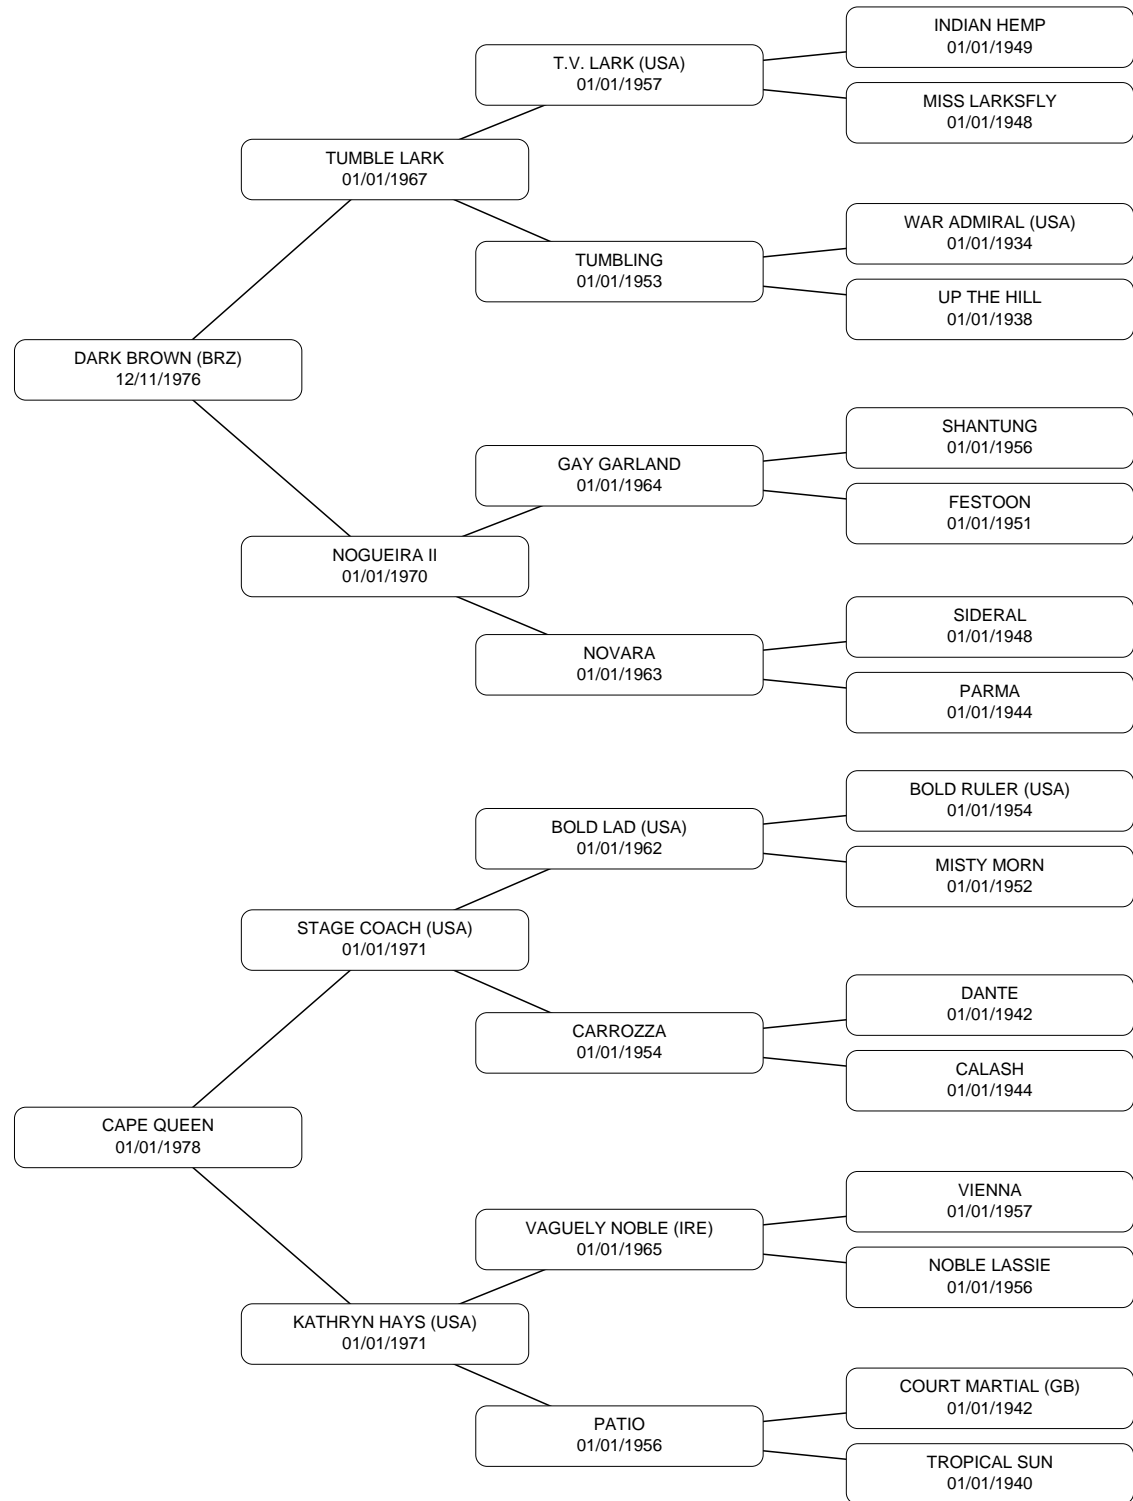 INDIAN HEMP
01/01/1949
T.V. LARK (USA)
01/01/1957
MISS LARKSFLY
01/01/1948
TUMBLE LARK
01/01/1967
WAR ADMIRAL (USA)
01/01/1934
TUMBLING
01/01/1953
UP THE HILL
01/01/1938
DARK BROWN (BRZ)
12/11/1976
SHANTUNG
01/01/1956
GAY GARLAND
01/01/1964
FESTOON
01/01/1951
NOGUEIRA II
01/01/1970
SIDERAL
01/01/1948
NOVARA
01/01/1963
PARMA
01/01/1944
BOLD RULER (USA)
01/01/1954
BOLD LAD (USA)
01/01/1962
MISTY MORN
01/01/1952
STAGE COACH (USA)
01/01/1971
DANTE
01/01/1942
CARROZZA
01/01/1954
CALASH
01/01/1944
CAPE QUEEN
01/01/1978
VIENNA
01/01/1957
VAGUELY NOBLE (IRE)
01/01/1965
NOBLE LASSIE
01/01/1956
KATHRYN HAYS (USA)
01/01/1971
COURT MARTIAL (GB)
01/01/1942
PATIO
01/01/1956
TROPICAL SUN
01/01/1940